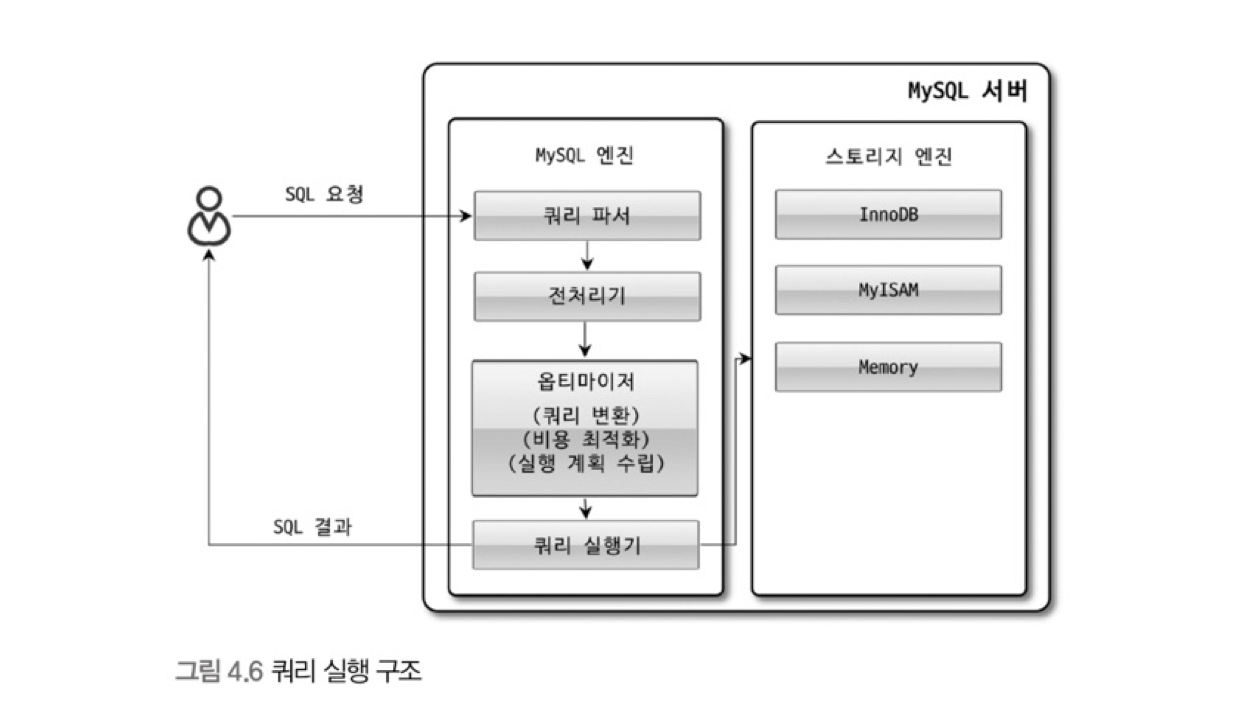 MySQL 서버
MySQL 엔진
스토리지 엔진
SQL 요청
쿼리 파서
InnoDB
전처리기
MyISAM
옵티마이저
(쿼리 변환)
(비용 최적화)
(실행 계획 수립)
Memory
SQL 결과
쿼리 실행기
그림 4.6 쿼리 실행 구조